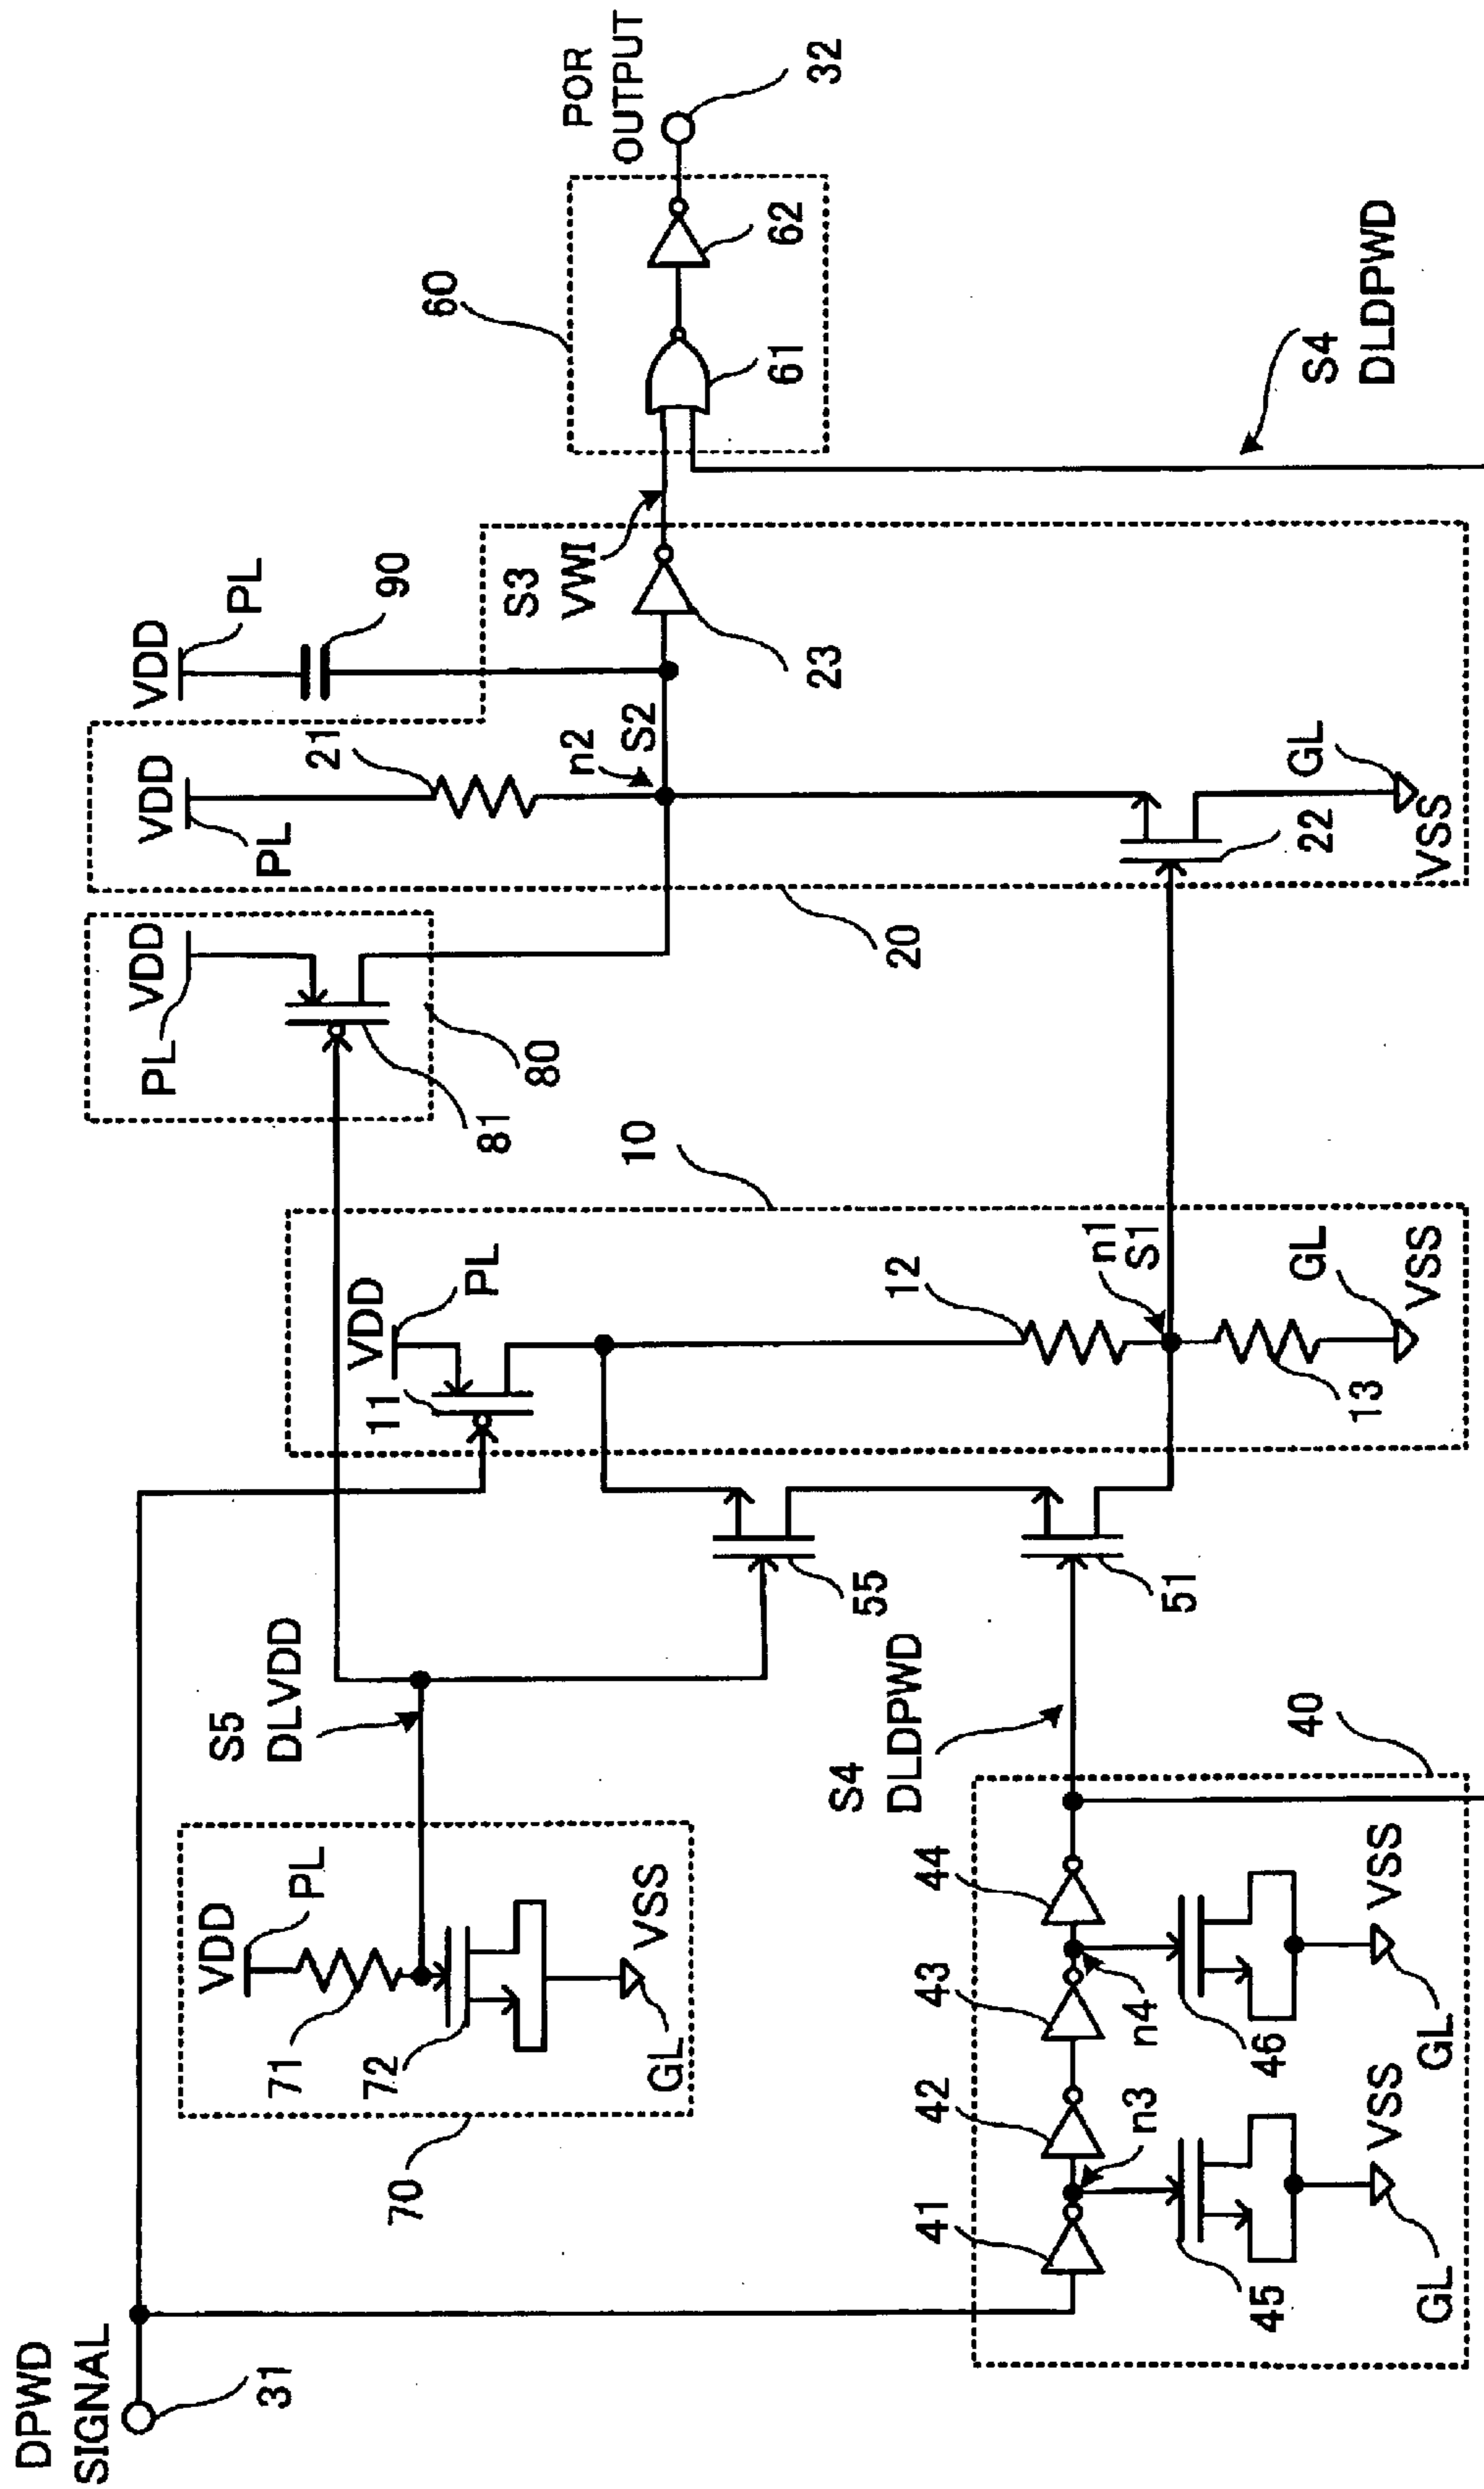 DPWD
SIGNAL
31
VDD
PL
71
72
70
GL
VSS
S5
DLVDD
41
42
43
44
n3
n4
45
46
GL
VSS
GL
VSS
40
S4
DLDPWD
55
51
VDD
PL
11
10
12
n1
S1
13
GL
VSS
PL
VDD
81
80
VDD
PL
21
n2
S2
20
22
GL
VSS
VDD
PL
90
S3
VWI
23
60
61
62
POR
OUTPUT
32
S4
DLDPWD